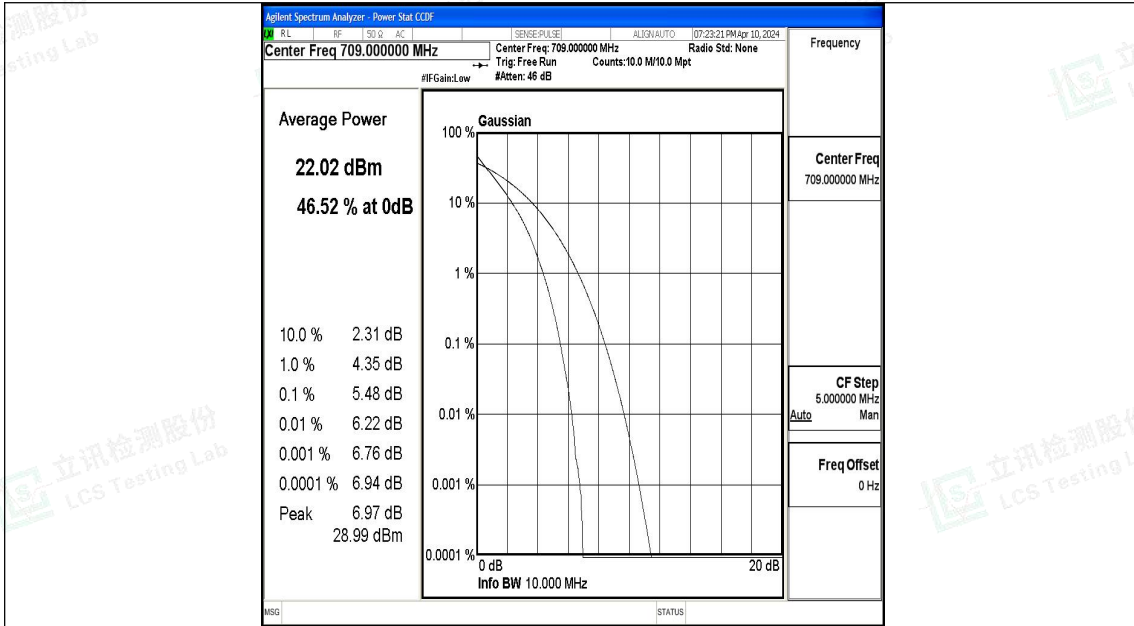 Agilent Spectrum Analyzer - Power Stat CCDF
LXI RL RF 50 Ω AC SENSE:PULSE ALIGNAUTO 07:23:21 PM Apr 10, 2024
Center Freq 709.000000 MHz
Center Freq: 709.000000 MHz Radio Std: None
Trig: Free Run Counts:10.0 M/10.0 Mpt
#IFGain:Low #Atten: 46 dB
Frequency
Average Power
22.02 dBm
46.52 % at 0dB
10.0 % 2.31 dB
1.0 % 4.35 dB
0.1 % 5.48 dB
0.01 % 6.22 dB
0.001 % 6.76 dB
0.0001 % 6.94 dB
Peak 6.97 dB
28.99 dBm
Gaussian
100 %
10 %
1 %
0.1 %
0.01 %
0.001 %
0.0001 %
0 dB 20 dB
Info BW 10.000 MHz
Center Freq
709.000000 MHz
CF Step
5.000000 MHz
Auto Man
Freq Offset
0 Hz
MSG STATUS
立讯检测股份
LCS Testing Lab
立讯检测股份
LCS Testing L
测股份
sting Lab
立